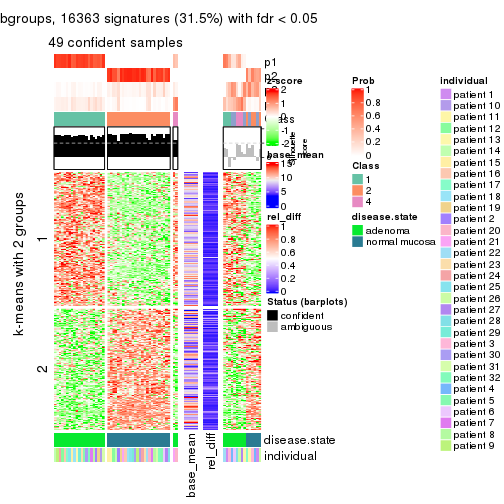 bgroups, 16363 signatures (31.5%) with fdr < 0.05
49 confident samples
p1
p2
z-score
2
1
0
-1
-2
base_mean
15
10
5
0
rel_diff
1
0.8
0.6
0.4
0.2
0
Status (barplots)
confident
ambiguous
Prob
1
0.8
0.6
0.4
0.2
0
Class
1
2
4
disease.state
adenoma
normal mucosa
individual
patient 1
patient 10
patient 11
patient 12
patient 13
patient 14
patient 15
patient 16
patient 17
patient 18
patient 19
patient 2
patient 20
patient 21
patient 22
patient 23
patient 24
patient 25
patient 26
patient 27
patient 28
patient 29
patient 3
patient 30
patient 31
patient 32
patient 4
patient 5
patient 6
patient 7
patient 8
patient 9
k-means with 2 groups
1
2
disease.state
individual
base_mean
rel_diff